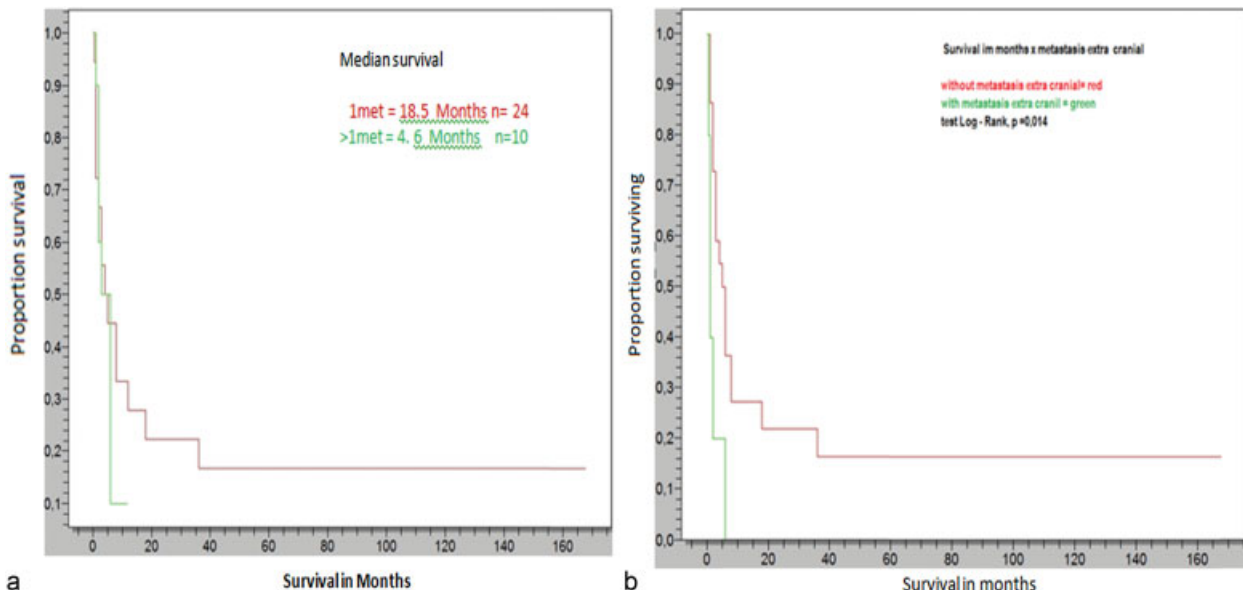 Median survival
1met = 18.5 Months n= 24
>1met = 4. 6 Months n=10
Proportion survival
1,0
0,9
0,8
0,7
0,6
0,5
0,4
0,3
0,2
0,1
0 20 40 60 80 100 120 140 160
Survival in Months
a
Survival im months x metastasis extra cranial
without metastasis extra cranial= red
with metastasis extra cranil = green
test Log - Rank, p =0,014
Proportion surviving
1,0
0,9
0,8
0,7
0,6
0,5
0,4
0,3
0,2
0,1
0,0
0 20 40 60 80 100 120 140 160
Survival in months
b